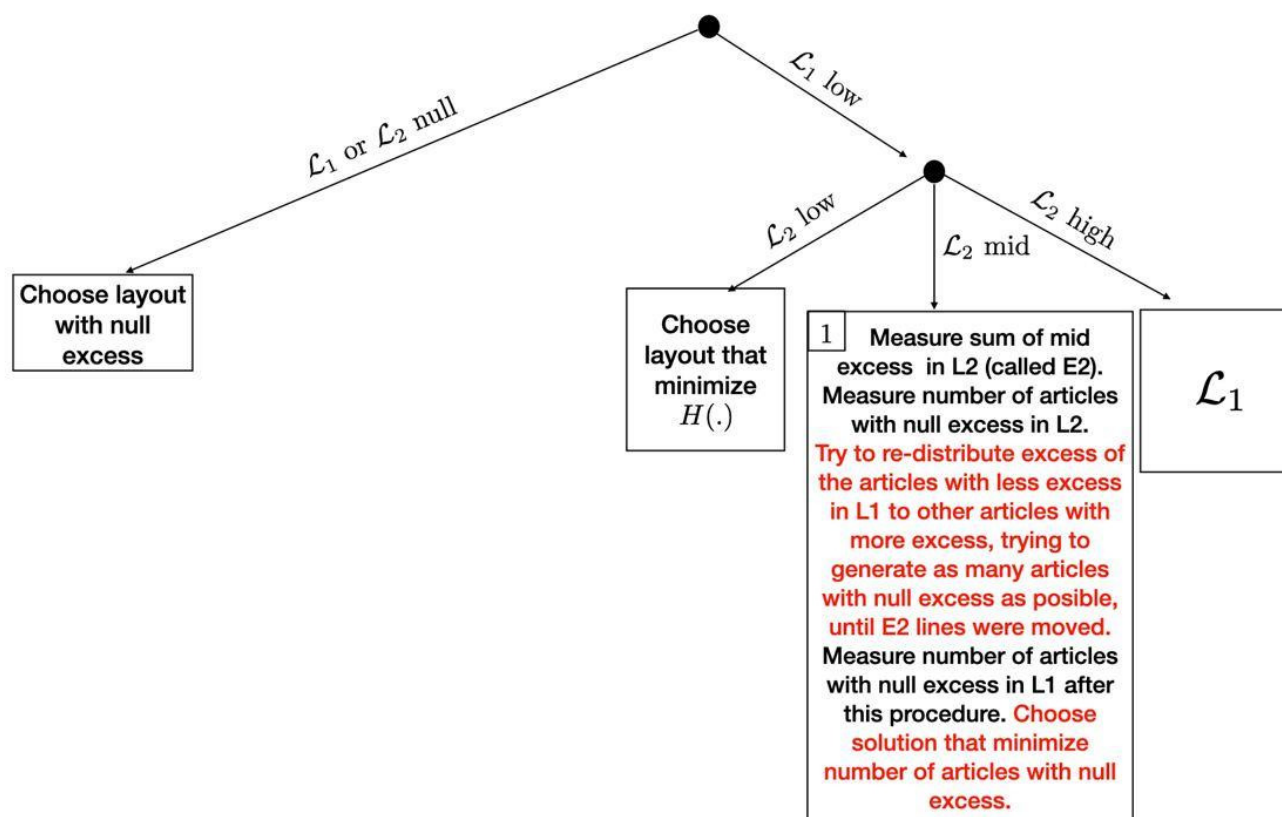 ℒ₁ low
ℒ₁ or ℒ₂ null
ℒ₂ low
ℒ₂ mid
ℒ₂ high
Choose layout
with null
excess
Choose
layout that
minimize
H(.)
1
Measure sum of mid
excess in L2 (called E2).
Measure number of articles
with null excess in L2.
Try to re-distribute excess of
the articles with less excess
in L1 to other articles with
more excess, trying to
generate as many articles
with null excess as posible,
until E2 lines were moved.
Measure number of articles
with null excess in L1 after
this procedure. Choose
solution that minimize
number of articles with null
excess.
ℒ₁